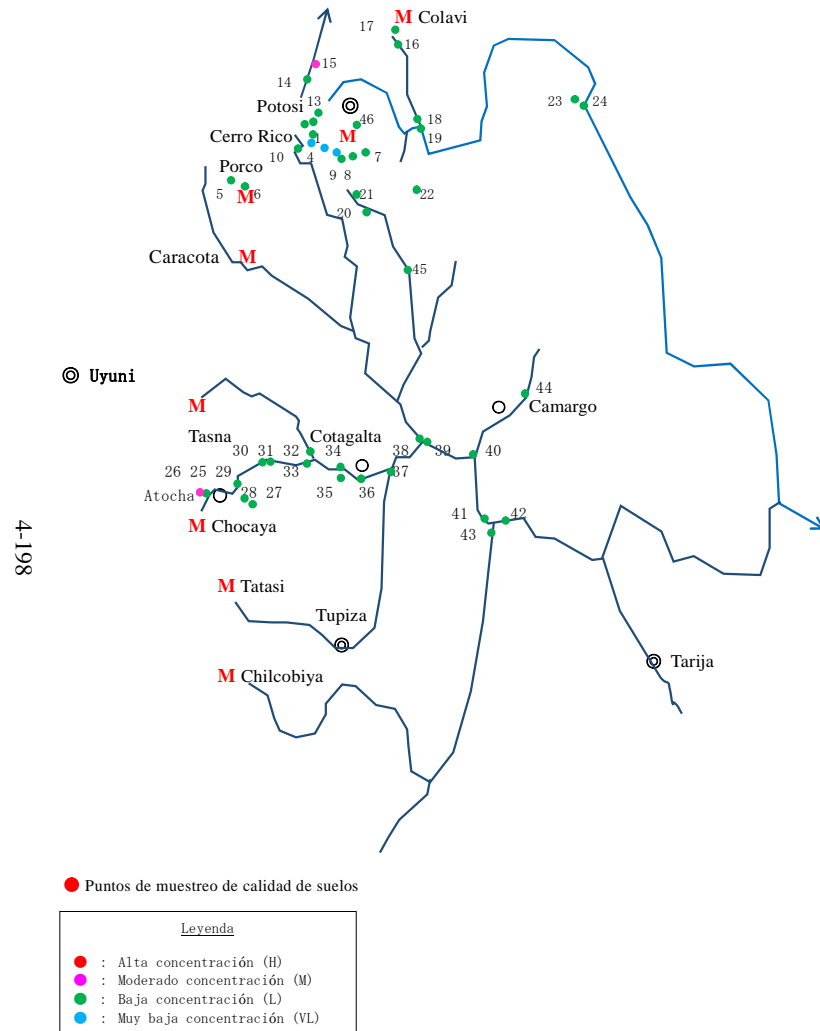 17
M Colavi
16
15
14
13
Potosi
46
18
23
24
Cerro Rico
1
M
19
10
4
7
Porco
9
8
5
M
6
21
22
20
Caracota
M
45
Uyuni
M
44
Camargo
Tasna
Cotagalta
30
31
32
34
38
39
40
26
25
29
33
37
Atocha
28
27
35
36
M Chocaya
41
42
43
4-198
M Tatasi
Tupiza
Tarija
M Chilcobiya
Puntos de muestreo de calidad de suelos
Leyenda
: Alta concentración (H)
: Moderado concentración (M)
: Baja concentración (L)
: Muy baja concentración (VL)